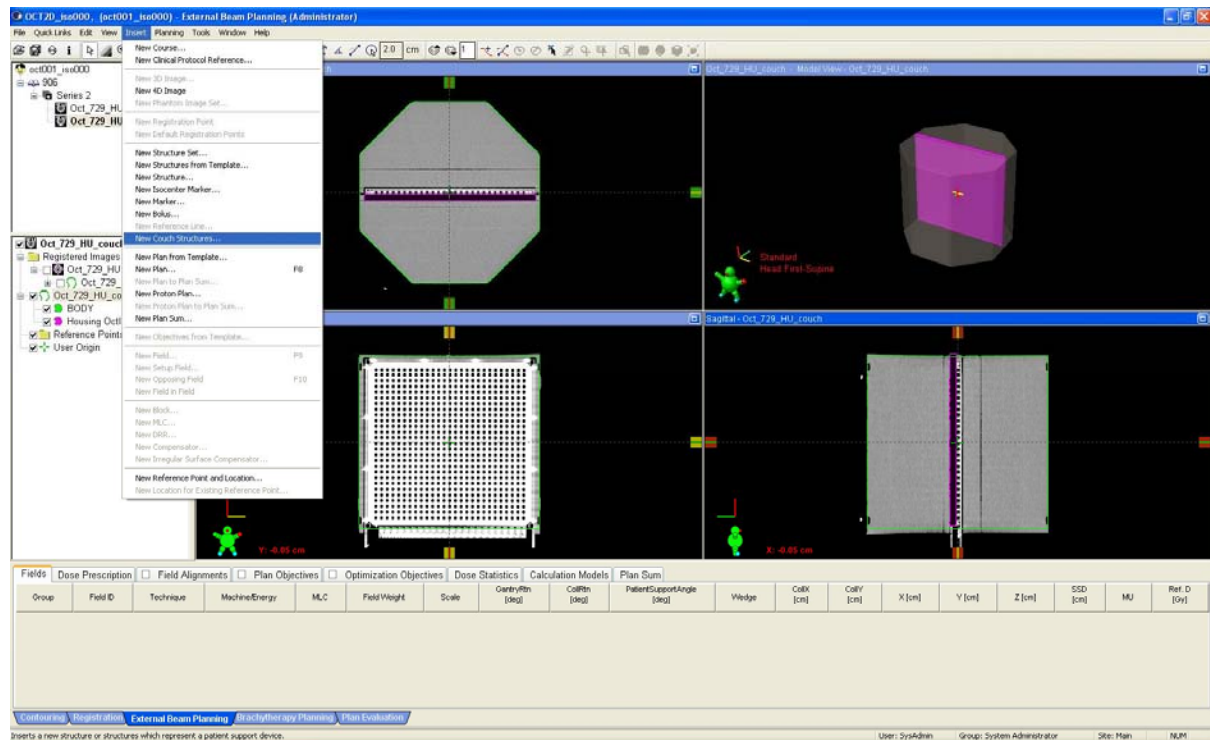 OCT2D_iso000, (oct001_iso000) - External Beam Planning (Administrator)
File Quick Links Edit View Insert Planning Tools Window Help
2.0 cm 1
oct001_iso000
906
Series 2
Oct_729_HU
Oct_729_HU
New Course...
New Clinical Protocol Reference...
New 3D Image...
New 4D Image
New Phantom Image Set...
New Registration Point
New Default Registration Points
New Structure Set...
New Structures from Template...
New Structure...
New Isocenter Marker...
New Marker...
New Bolus...
New Reference Line...
New Couch Structures...
New Plan from Template...
New Plan... F8
New Plan to Plan Sum...
New Proton Plan...
New Proton Plan to Plan Sum...
New Plan Sum...
New Objectives from Template...
New Field... F5
New Setup Field...
New Opposing Field F10
New Field in Field
New Block...
New MLC...
New DRR...
New Compensator...
New Irregular Surface Compensator...
New Reference Point and Location...
New Location for Existing Reference Point...
Oct_729_HU_couch - Model View - Oct_729_HU_couch
Standard
Head First-Supine
Oct_729_HU_coucl
Registered Images
Oct_729_HU
Oct_729_
Oct_729_HU_co
BODY
Housing OctI
Reference Points
User Origin
Y: -0.05 cm
Sagittal - Oct_729_HU_couch
X: -0.05 cm
Fields Dose Prescription Field Alignments Plan Objectives Optimization Objectives Dose Statistics Calculation Models Plan Sum
Group Field ID Technique Machine/Energy MLC Field Weight Scale GantryRtn [deg] CollRtn [deg] PatientSupportAngle [deg] Wedge CollX [cm] CollY [cm] X [cm] Y [cm] Z [cm] SSD [cm] MU Ref. D [Gy]
Contouring Registration External Beam Planning Brachytherapy Planning Plan Evaluation
Inserts a new structure or structures which represent a patient support device. User: SysAdmin Group: System Administrator Site: Main NUM